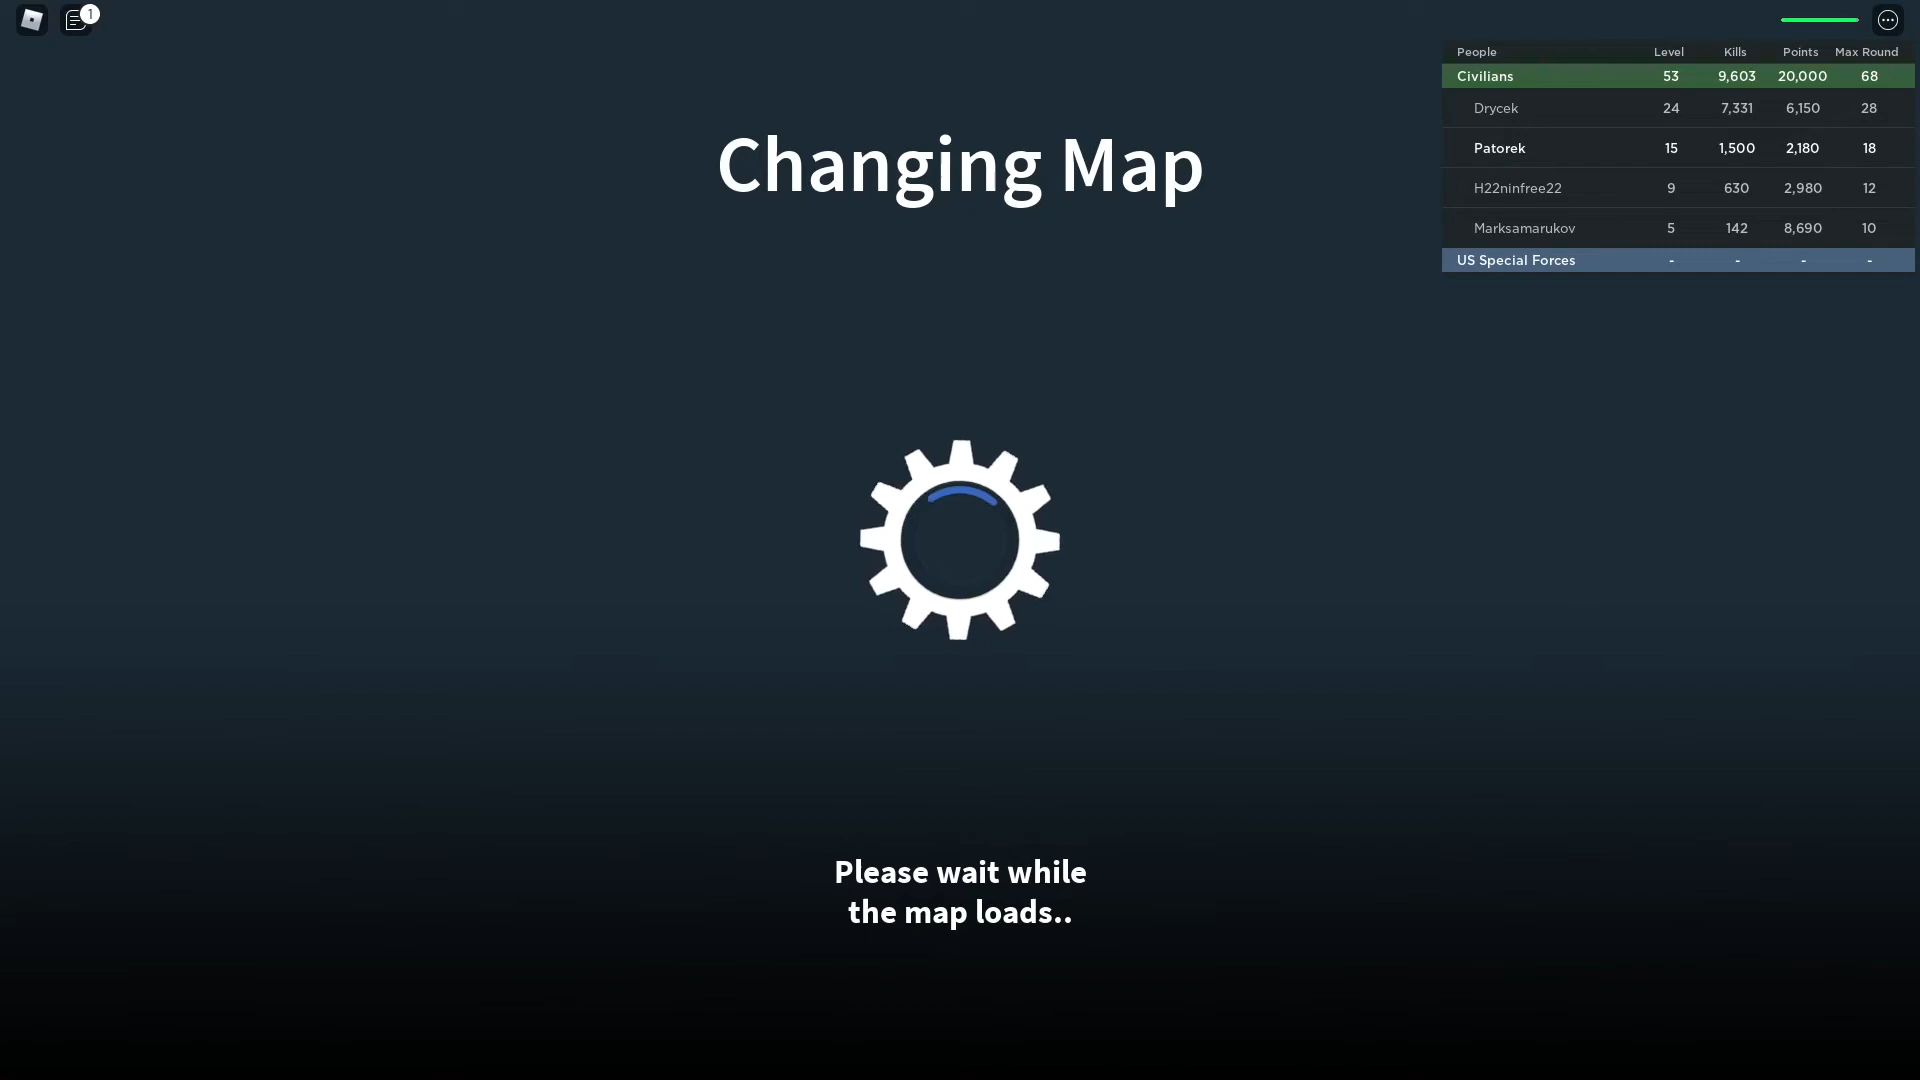 1
People Level Kills Points Max Round
Civilians 53 9,603 20,000 68
Drycek 24 7,331 6,150 28
Patorek 15 1,500 2,180 18
H22ninfree22 9 630 2,980 12
Marksamarukov 5 142 8,690 10
US Special Forces - - - -
Changing Map
Please wait while
the map loads..